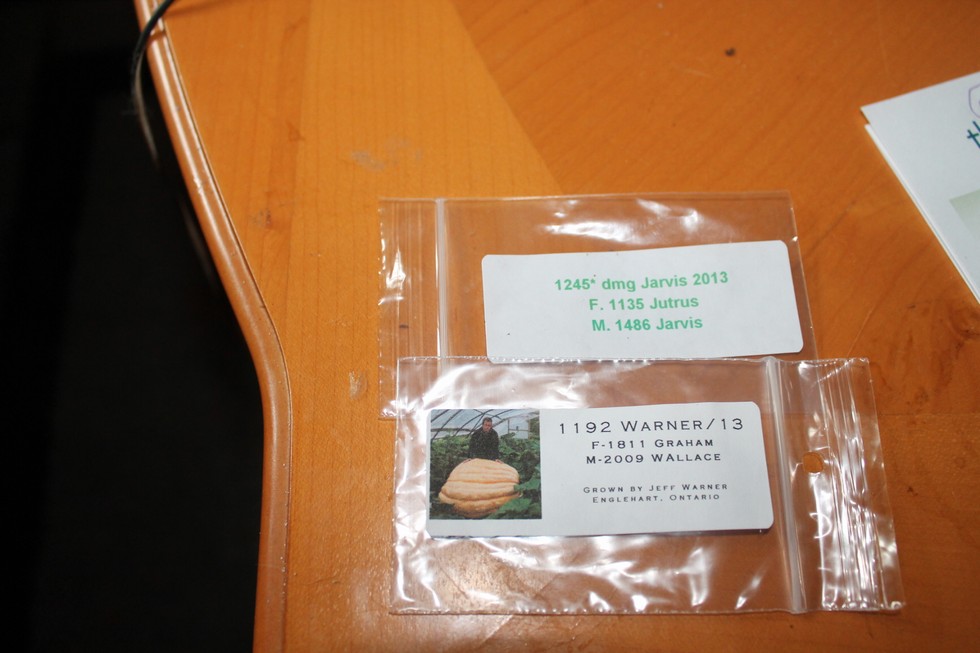 1245* dmg Jarvis 2013
F. 1135 Jutrus
M. 1486 Jarvis
1192 WARNER/13
F-1811 GRAHAM
M-2009 WALLACE
GROWN BY JEFF WARNER
ENGLEHART, ONTARIO